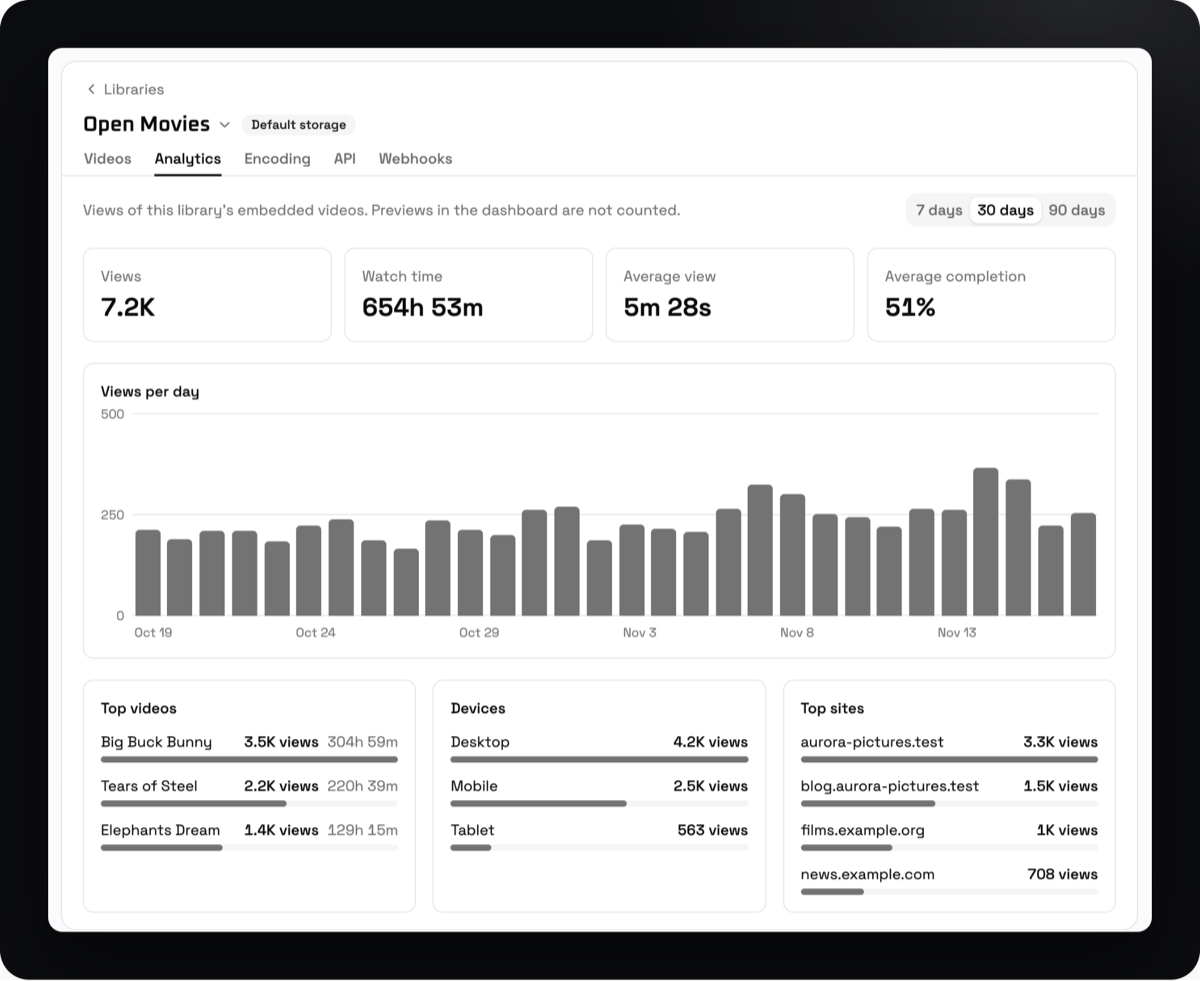 Libraries
Open Movies Default storage
Videos Analytics Encoding API Webhooks
Views of this library's embedded videos. Previews in the dashboard are not counted.
7 days 30 days 90 days
Views
7.2K
Watch time
654h 53m
Average view
5m 28s
Average completion
51%
Views per day
500
250
0
Oct 19 Oct 24 Oct 29 Nov 3 Nov 8 Nov 13
Top videos
Big Buck Bunny 3.5K views 304h 59m
Tears of Steel 2.2K views 220h 39m
Elephants Dream 1.4K views 129h 15m
Devices
Desktop 4.2K views
Mobile 2.5K views
Tablet 563 views
Top sites
aurora-pictures.test 3.3K views
blog.aurora-pictures.test 1.5K views
films.example.org 1K views
news.example.com 708 views